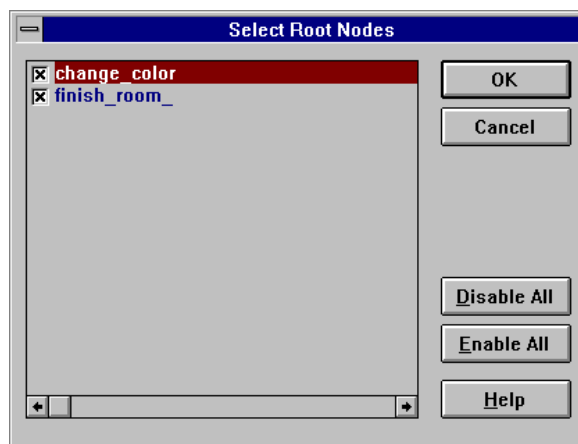 Select Root Nodes
change_color
finish_room_
OK
Cancel
Disable All
Enable All
Help